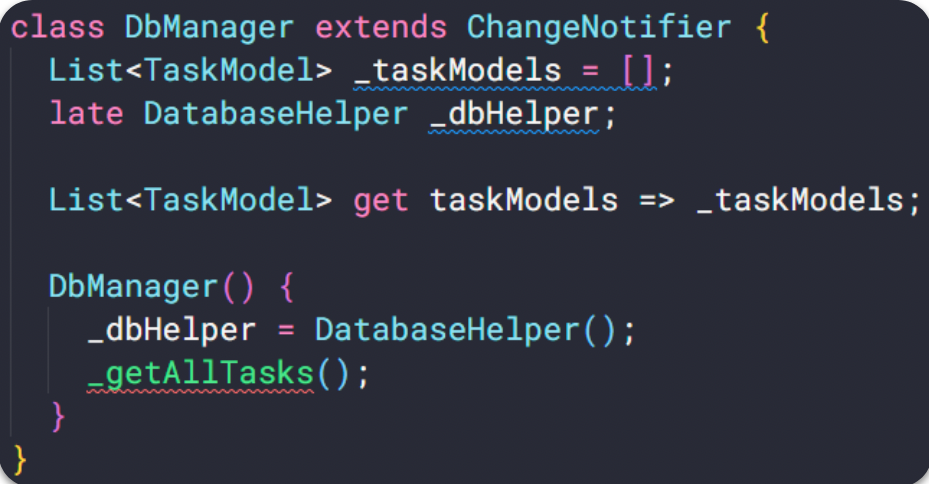 class DbManager extends ChangeNotifier {
  List<TaskModel> _taskModels = [];
  late DatabaseHelper _dbHelper;

  List<TaskModel> get taskModels => _taskModels;

  DbManager() {
    _dbHelper = DatabaseHelper();
    _getAllTasks();
  }
}